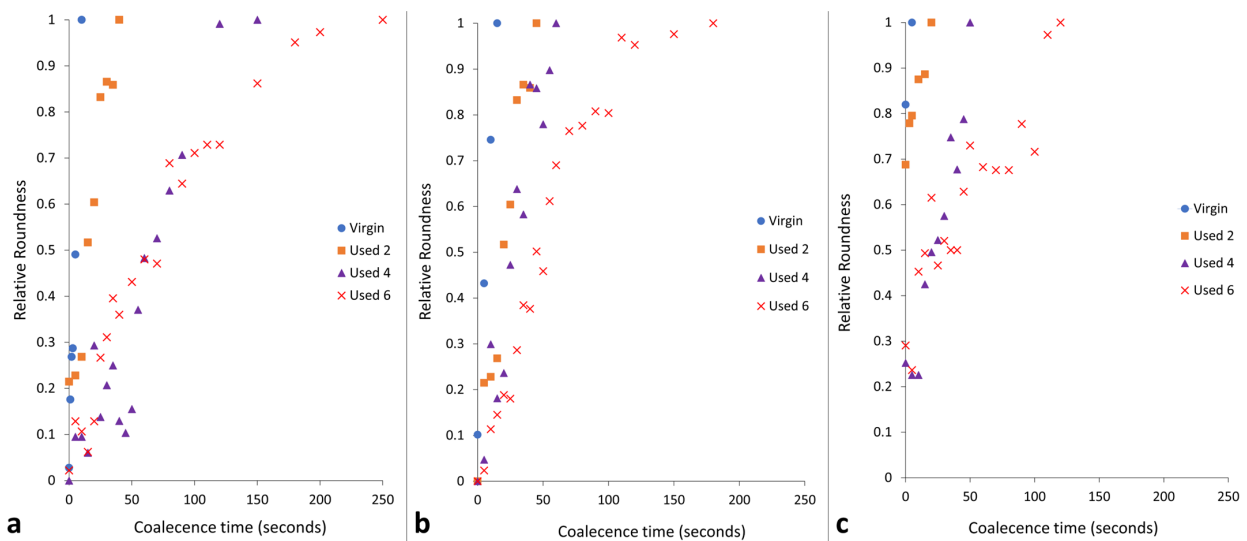 1
0.9
0.8
0.7
0.6
0.5
0.4
0.3
0.2
0.1
0
Relative Roundness
0 50 100 150 200 250
Coalecence time (seconds)
Virgin
Used 2
Used 4
Used 6
a
1
0.9
0.8
0.7
0.6
0.5
0.4
0.3
0.2
0.1
0
Relative Roundness
0 50 100 150 200 250
Coalecence time (seconds)
Virgin
Used 2
Used 4
Used 6
b
1
0.9
0.8
0.7
0.6
0.5
0.4
0.3
0.2
0.1
0
Relative Roundness
0 50 100 150 200 250
Coalecence time (seconds)
Virgin
Used 2
Used 4
Used 6
c